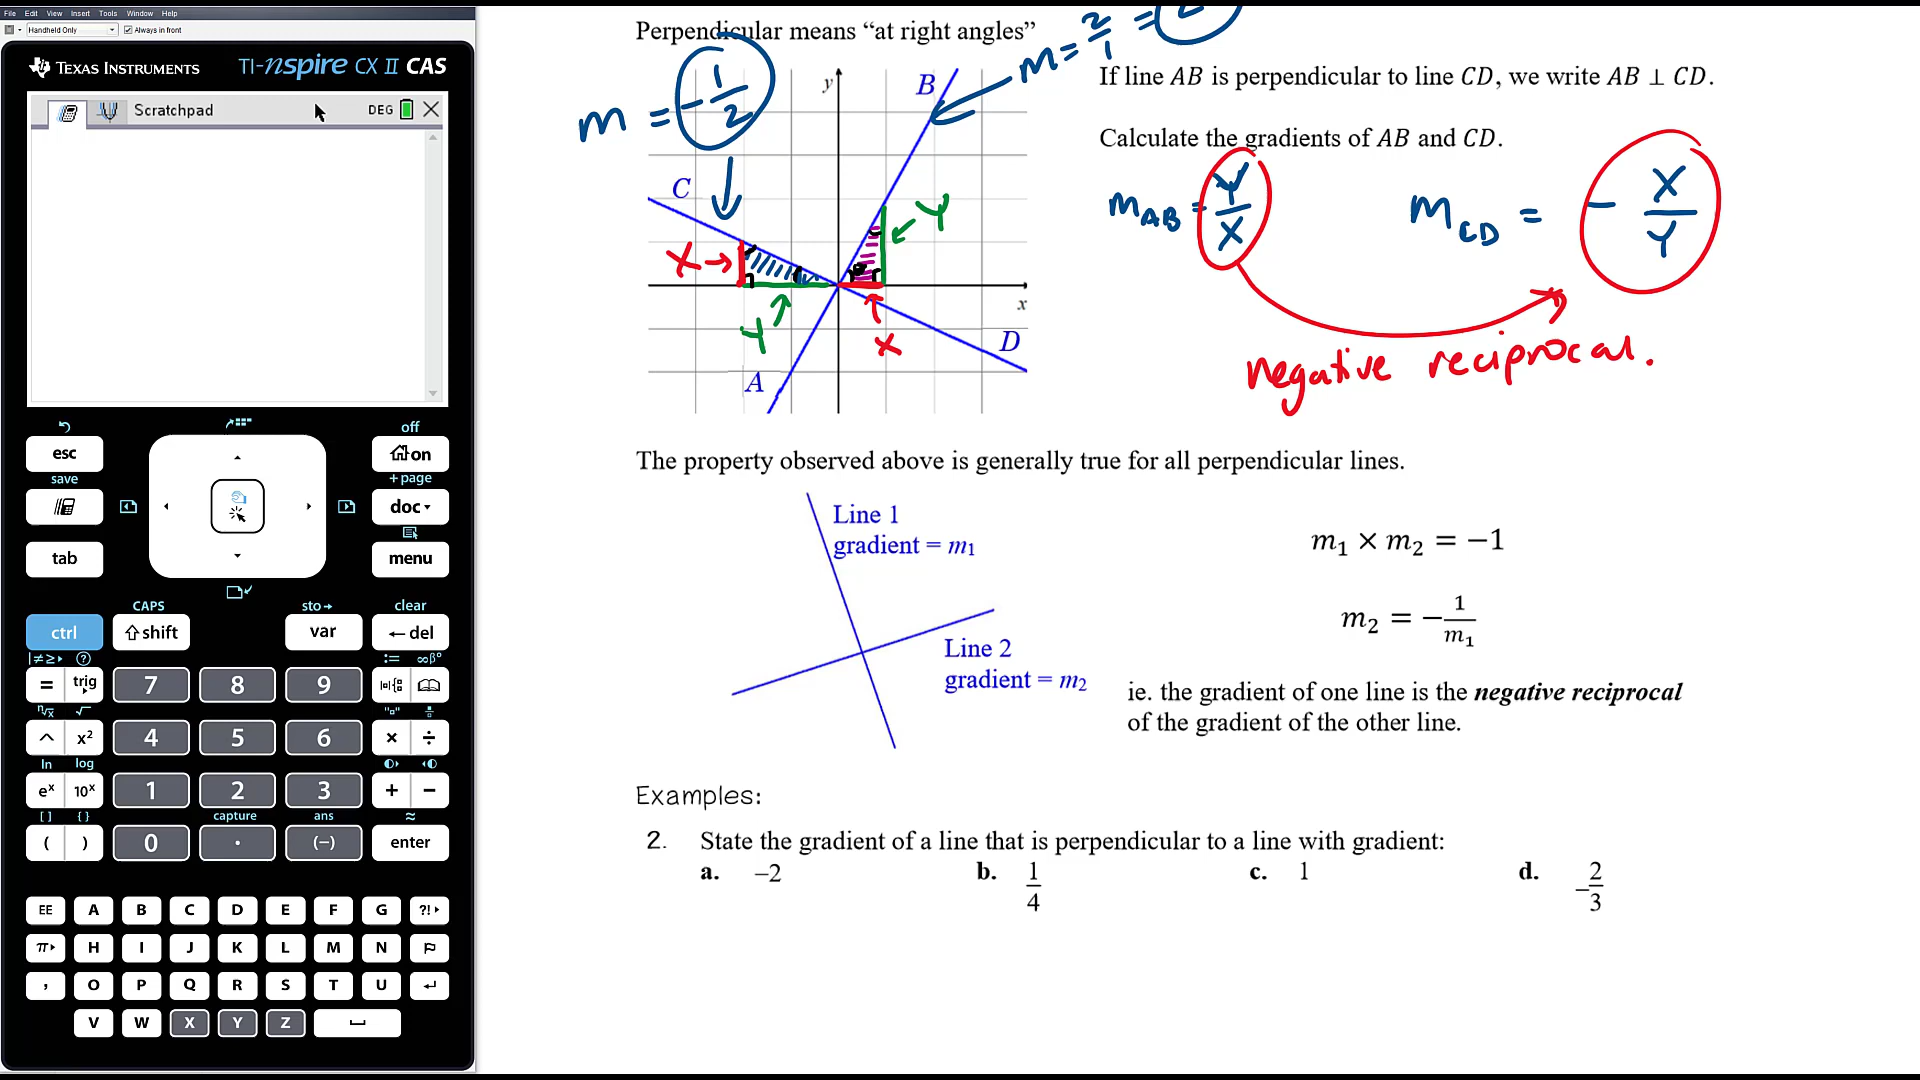 File Edit View Insert Tools Window Help
Handheld Only Always in front
TEXAS INSTRUMENTS TI-nspire CX II CAS
Scratchpad DEG
off
esc on
save + page
doc
tab menu
CAPS sto→ clear
ctrl ⇧shift var ←del
|≠≥▸ ? := ∞β°
= trig 7 8 9
ⁿ√x √ "□"
^ x² 4 5 6 × ÷
ln log
eˣ 10ˣ 1 2 3 + −
[ ] { } capture ans ≈
( ) 0 . (−) enter
EE A B C D E F G ?!▸
π▸ H I J K L M N
, O P Q R S T U ↵
V W X Y Z
Perpendicular means “at right angles”
m = -1/2
m = 2/1 = 2
y
B
C
X
Y
Y
X
x
D
A
If line AB is perpendicular to line CD, we write AB ⊥ CD.
Calculate the gradients of AB and CD.
mAB = Y/X
mCD = - X/Y
negative reciprocal.
The property observed above is generally true for all perpendicular lines.
Line 1
gradient = m₁
Line 2
gradient = m₂
m₁ × m₂ = −1
m₂ = −1/m₁
ie. the gradient of one line is the negative reciprocal
of the gradient of the other line.
Examples:
2. State the gradient of a line that is perpendicular to a line with gradient:
a. −2 b. 1/4 c. 1 d. −2/3